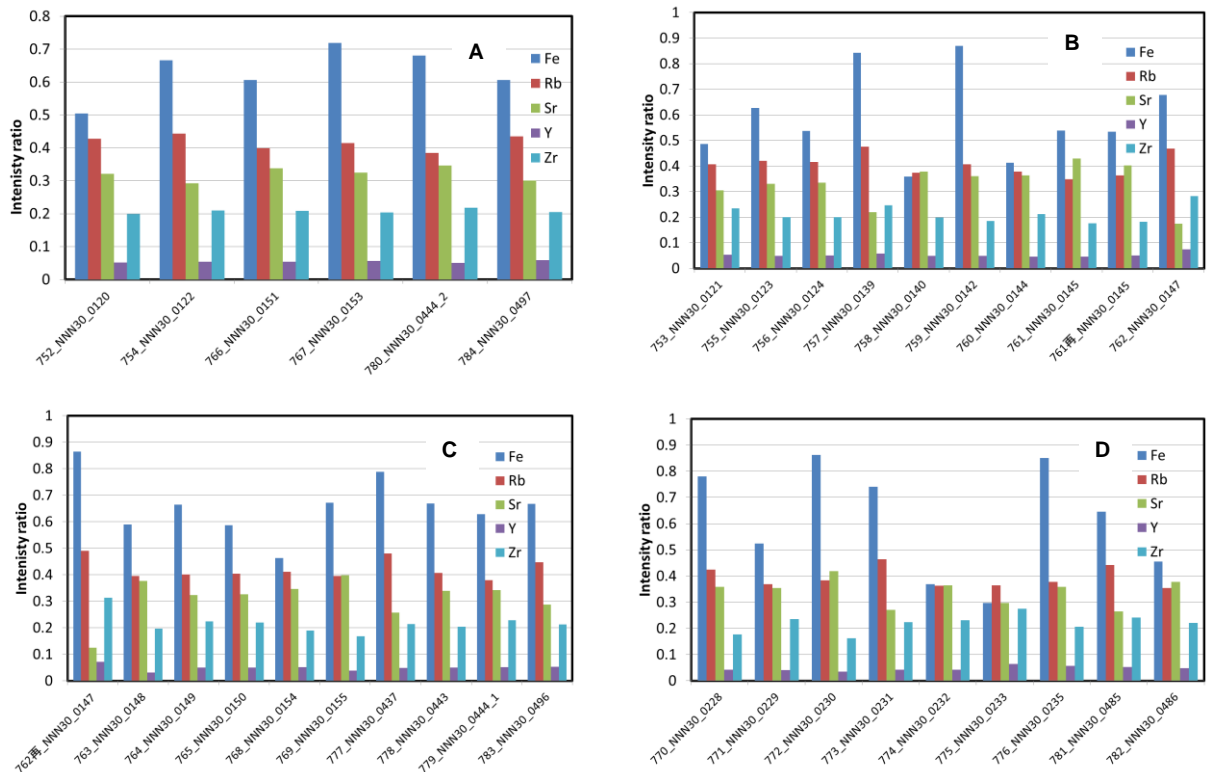 A
Intenisty ratio
0.8
0.7
0.6
0.5
0.4
0.3
0.2
0.1
0
Fe
Rb
Sr
Y
Zr
752_NNN30_0120
754_NNN30_0122
766_NNN30_0151
767_NNN30_0153
780_NNN30_0444_2
784_NNN30_0497
B
Intensity ratio
1
0.9
0.8
0.7
0.6
0.5
0.4
0.3
0.2
0.1
0
Fe
Rb
Sr
Y
Zr
753_NNN30_0121
755_NNN30_0123
756_NNN30_0124
757_NNN30_0139
758_NNN30_0140
759_NNN30_0142
760_NNN30_0144
761_NNN30_0145
761再_NNN30_0145
762_NNN30_0147
C
Intenisty ratio
1
0.9
0.8
0.7
0.6
0.5
0.4
0.3
0.2
0.1
0
Fe
Rb
Sr
Y
Zr
762再_NNN30_0147
763_NNN30_0148
764_NNN30_0149
765_NNN30_0150
768_NNN30_0154
769_NNN30_0155
777_NNN30_0437
778_NNN30_0443
779_NNN30_0444_1
783_NNN30_0496
D
Intensity ratio
1
0.9
0.8
0.7
0.6
0.5
0.4
0.3
0.2
0.1
0
Fe
Rb
Sr
Y
Zr
770_NNN30_0228
771_NNN30_0229
772_NNN30_0230
773_NNN30_0231
774_NNN30_0232
775_NNN30_0233
776_NNN30_0235
781_NNN30_0485
782_NNN30_0486